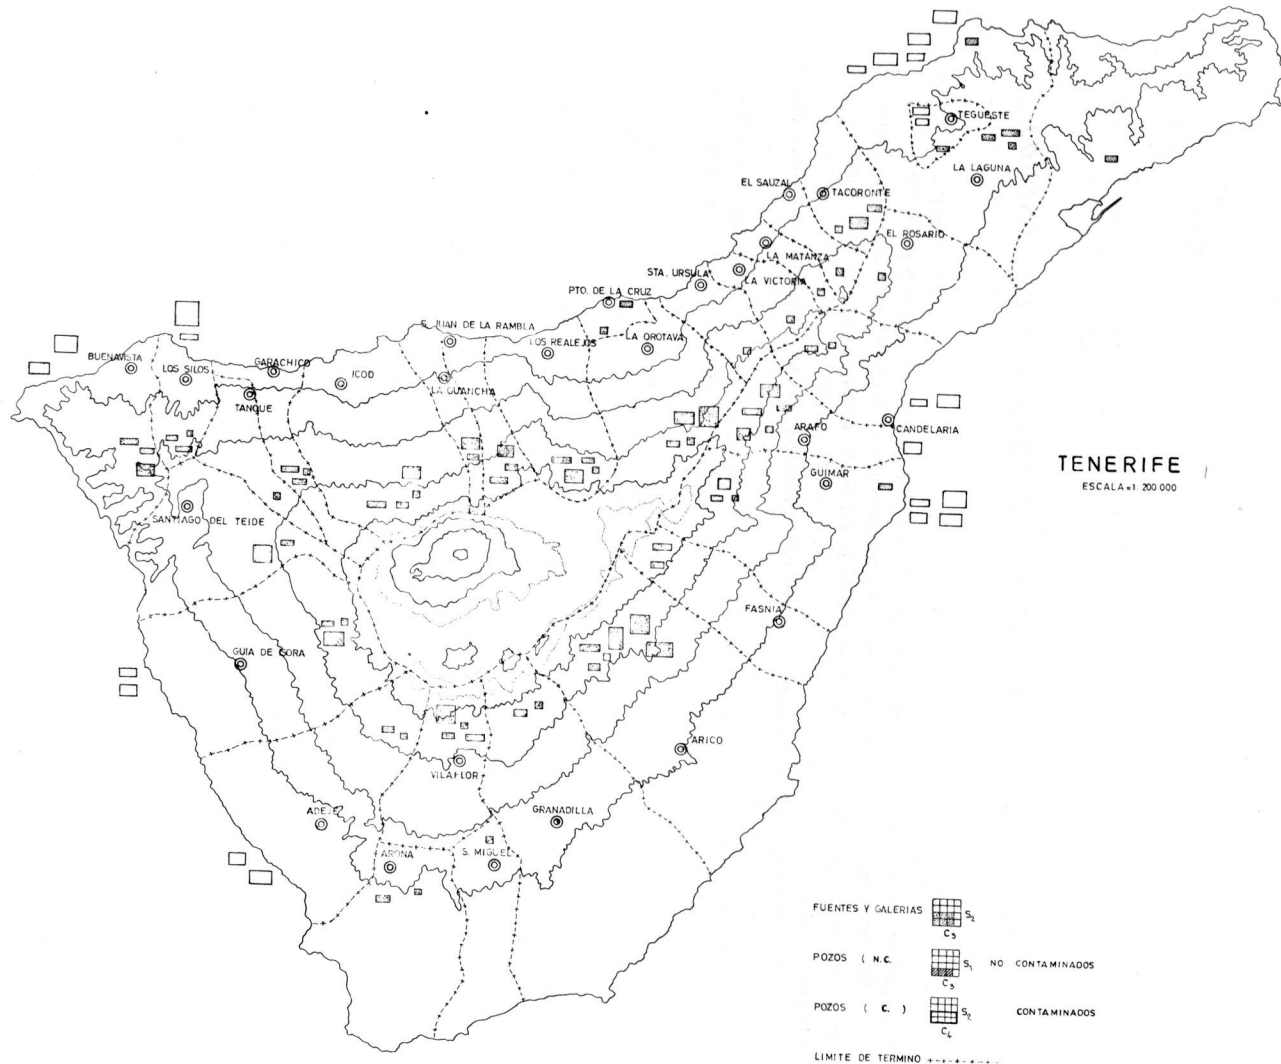 TEGUESTE
LA LAGUNA
EL SAUZAL
TACORONTE
EL ROSARIO
LA MATANZA
STA. URSULA
LA VICTORIA
PTO. DE LA CRUZ
S. JUAN DE LA RAMBLA
LOS REALEJOS
LA OROTAVA
BUENAVISTA
LOS SILOS
GARACHICO
ICOD
LA GUANCHA
TANQUE
ARAFO
CANDELARIA
GUIMAR
TENERIFE
ESCALA=1. 200.000
SANTIAGO DEL TEIDE
FASNIA
GUIA DE GORA
ARICO
VILAFLOR
ADEJE
GRANADILLA
ARONA
S. MIGUEL
FUENTES Y GALERIAS S2
C3
POZOS ( N.C. S1 NO CONTAMINADOS
C3
POZOS ( C. ) S2 CONTAMINADOS
C4
LIMITE DE TERMINO